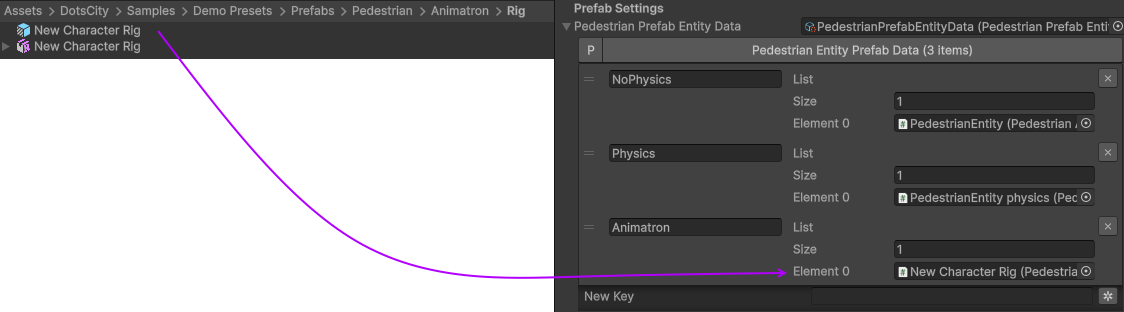 Assets > DotsCity > Samples > Demo Presets > Prefabs > Pedestrian > Animatron > Rig
New Character Rig
New Character Rig
Prefab Settings
Pedestrian Prefab Entity Data
PedestrianPrefabEntityData (Pedestrian Prefab Enti
P
Pedestrian Entity Prefab Data (3 items)
NoPhysics
List
Size
1
Element 0
PedestrianEntity (Pedestrian A
Physics
List
Size
1
Element 0
PedestrianEntity physics (Pec
Animatron
List
Size
1
Element 0
New Character Rig (Pedestria
New Key